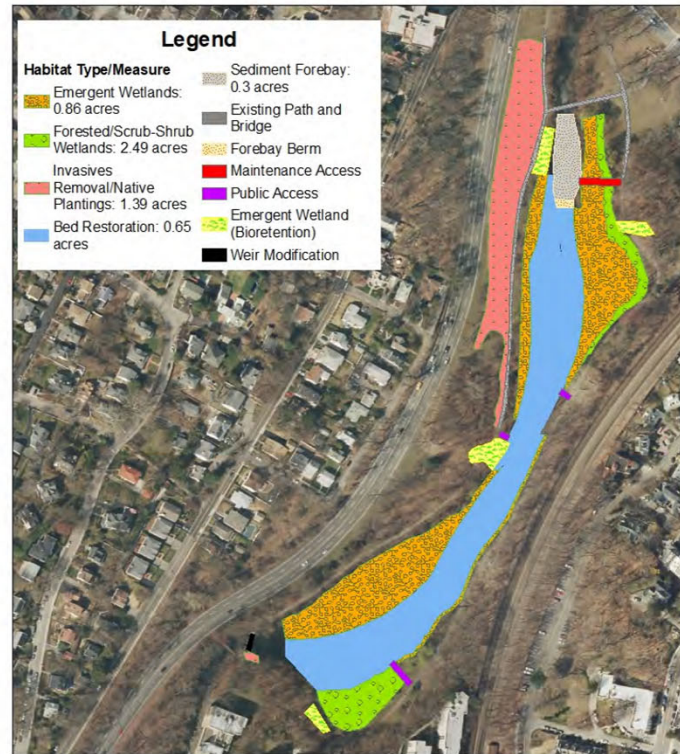 Legend
Habitat Type/Measure
Emergent Wetlands:
0.86 acres
Forested/Scrub-Shrub
Wetlands: 2.49 acres
Invasives
Removal/Native
Plantings: 1.39 acres
Bed Restoration: 0.65
acres
Sediment Forebay:
0.3 acres
Existing Path and
Bridge
Forebay Berm
Maintenance Access
Public Access
Emergent Wetland
(Bioretention)
Weir Modification